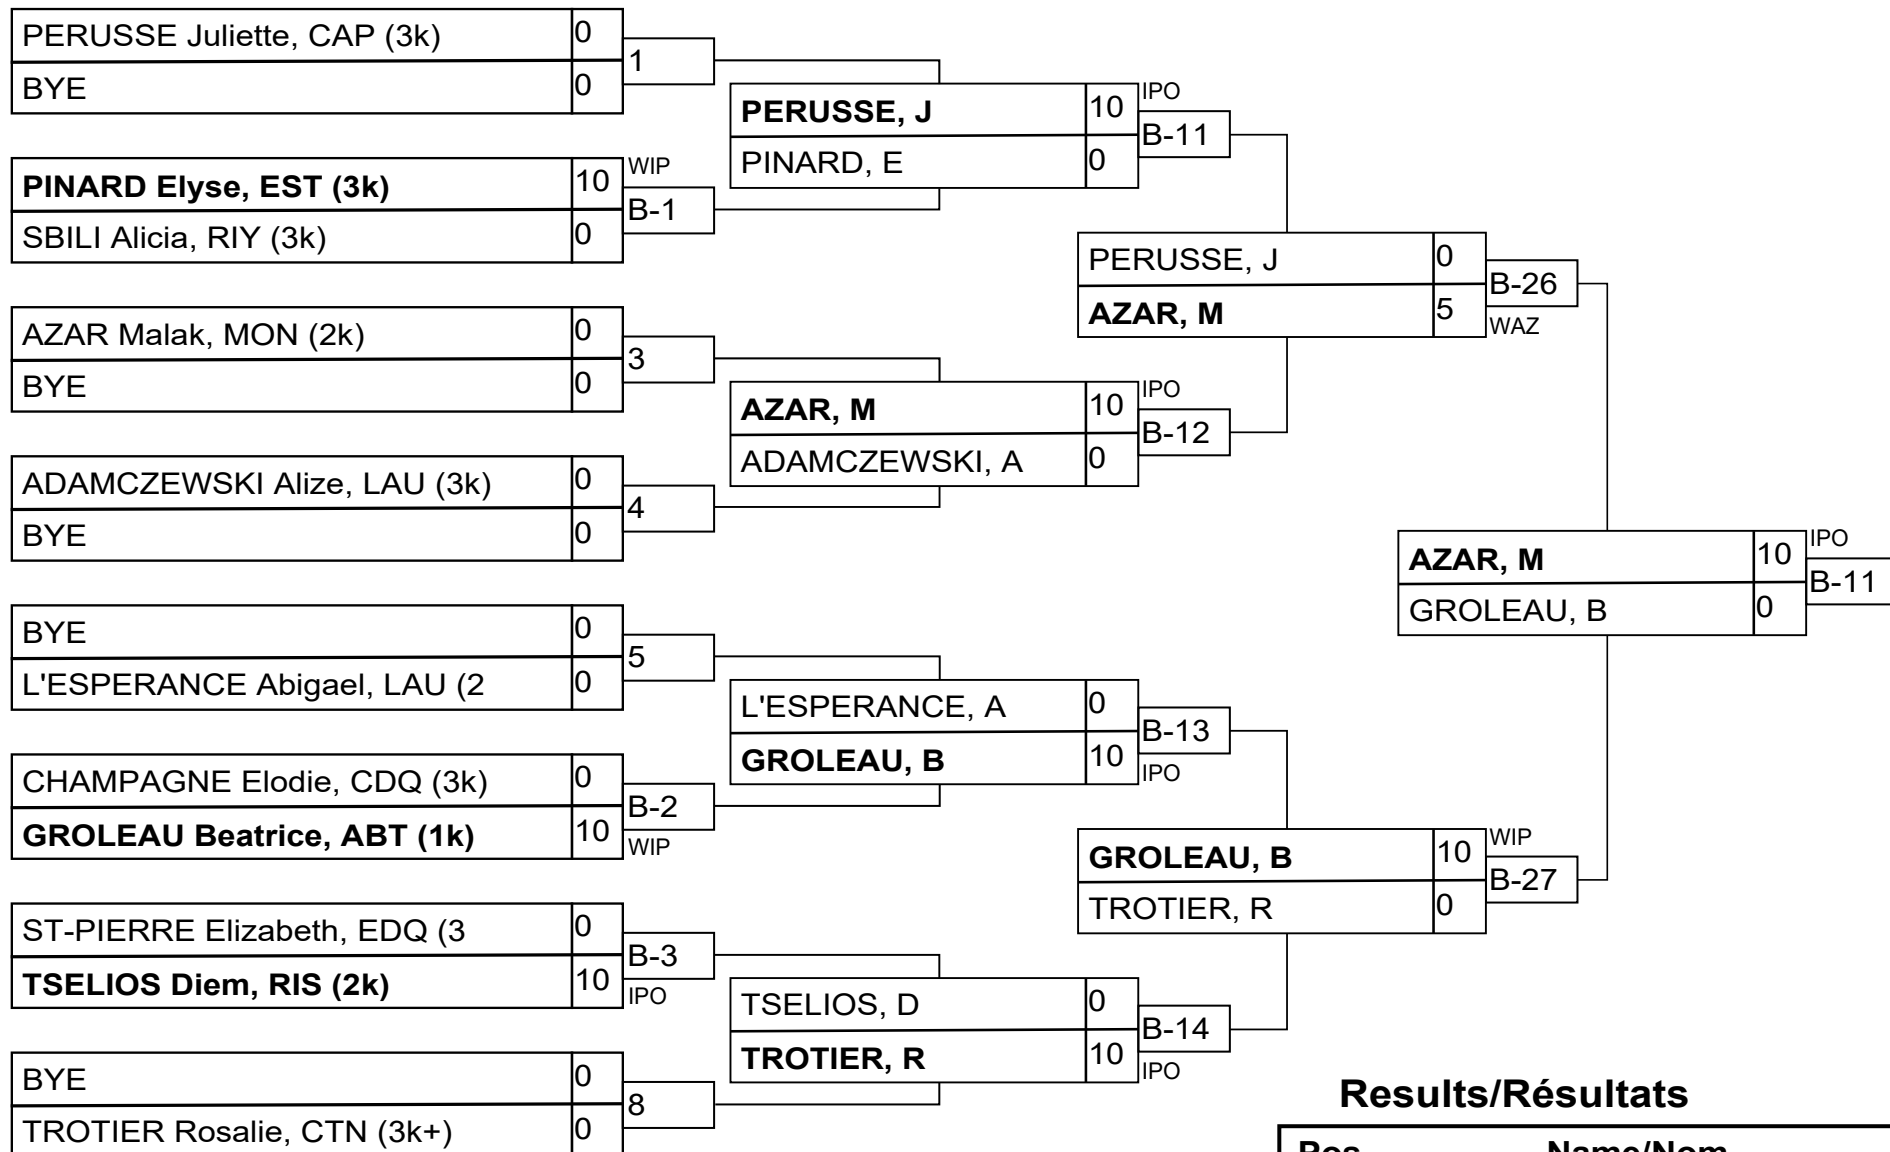 PERUSSE Juliette, CAP (3k) 0
1
BYE 0
PINARD Elyse, EST (3k) 10 WIP
B-1
SBILI Alicia, RIY (3k) 0
AZAR Malak, MON (2k) 0
3
BYE 0
ADAMCZEWSKI Alize, LAU (3k) 0
4
BYE 0
BYE 0
5
L'ESPERANCE Abigael, LAU (2 0
CHAMPAGNE Elodie, CDQ (3k) 0
B-2
GROLEAU Beatrice, ABT (1k) 10 WIP
ST-PIERRE Elizabeth, EDQ (3 0
B-3
TSELIOS Diem, RIS (2k) 10 IPO
BYE 0
8
TROTIER Rosalie, CTN (3k+) 0
PERUSSE, J 10 IPO
B-11
PINARD, E 0
AZAR, M 10 IPO
B-12
ADAMCZEWSKI, A 0
L'ESPERANCE, A 0
B-13
GROLEAU, B 10 IPO
TSELIOS, D 0
B-14
TROTIER, R 10 IPO
PERUSSE, J 0
B-26
AZAR, M 5 WAZ
GROLEAU, B 10 WIP
B-27
TROTIER, R 0
AZAR, M 10 IPO
B-11
GROLEAU, B 0
Results/Résultats
Pos Name/Nom